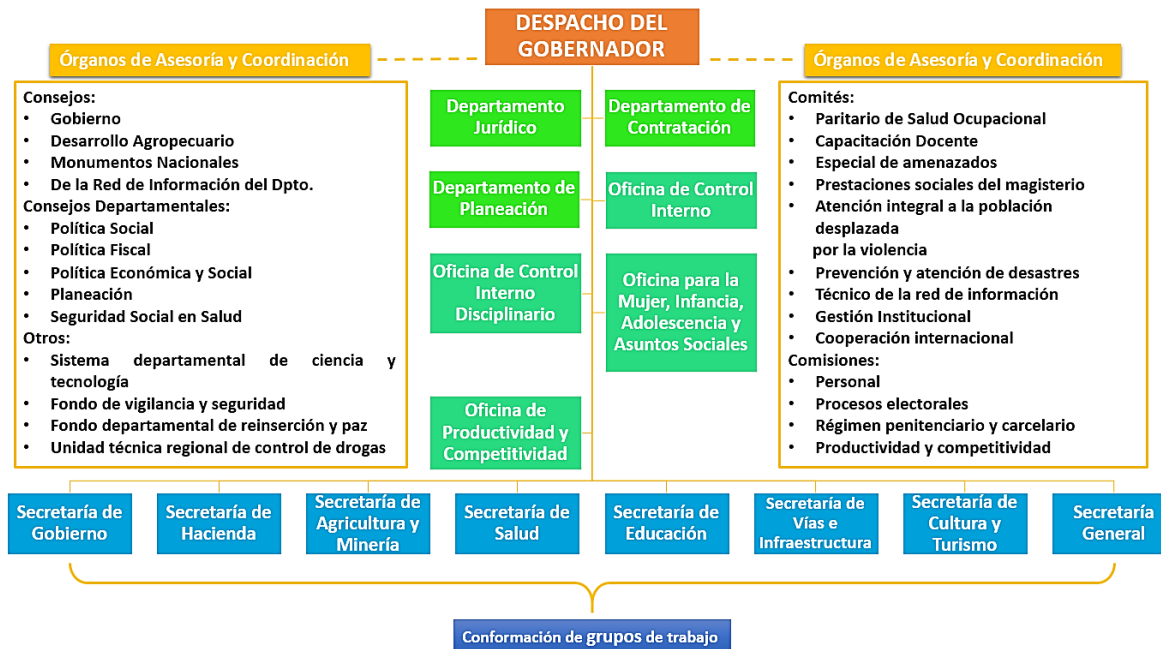 DESPACHO DEL
GOBERNADOR
Órganos de Asesoría y Coordinación
Órganos de Asesoría y Coordinación
Consejos:
• Gobierno
• Desarrollo Agropecuario
• Monumentos Nacionales
• De la Red de Información del Dpto.
Consejos Departamentales:
• Política Social
• Política Fiscal
• Política Económica y Social
• Planeación
• Seguridad Social en Salud
Otros:
• Sistema departamental de ciencia y
tecnología
• Fondo de vigilancia y seguridad
• Fondo departamental de reinserción y paz
• Unidad técnica regional de control de drogas
Departamento
Jurídico
Departamento de
Contratación
Departamento de
Planeación
Oficina de Control
Interno
Oficina de Control
Interno
Disciplinario
Oficina para la
Mujer, Infancia,
Adolescencia y
Asuntos Sociales
Oficina de
Productividad y
Competitividad
Comités:
• Paritario de Salud Ocupacional
• Capacitación Docente
• Especial de amenazados
• Prestaciones sociales del magisterio
• Atención integral a la población
desplazada
por la violencia
• Prevención y atención de desastres
• Técnico de la red de información
• Gestión Institucional
• Cooperación internacional
Comisiones:
• Personal
• Procesos electorales
• Régimen penitenciario y carcelario
• Productividad y competitividad
Secretaría de
Gobierno
Secretaría de
Hacienda
Secretaría de
Agricultura y
Minería
Secretaría de
Salud
Secretaría de
Educación
Secretaría de
Vías e
Infraestructura
Secretaría de
Cultura y
Turismo
Secretaría
General
Conformación de grupos de trabajo